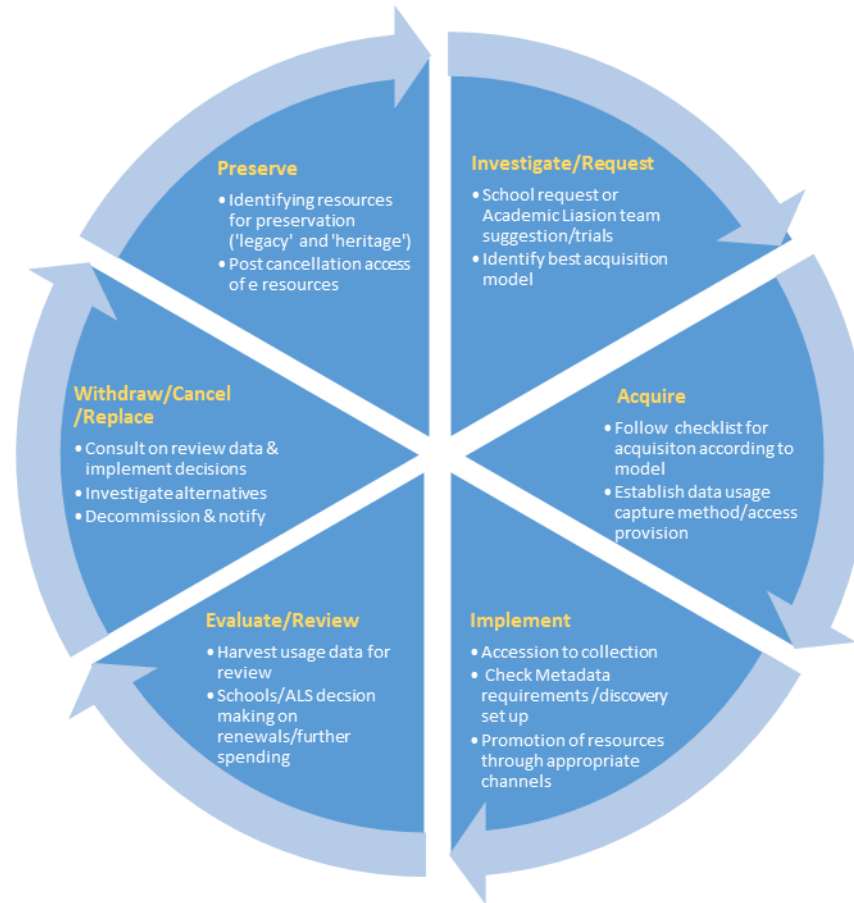 Investigate/Request
• School request or
Academic Liasion team
suggestion/trials
• Identify best acquisition
model
Acquire
• Follow checklist for
acquisiton according to
model
• Establish data usage
capture method/access
provision
Implement
• Accession to collection
• Check Metadata
requirements/discovery
set up
• Promotion of resources
through appropriate
channels
Evaluate/Review
• Harvest usage data for
review
• Schools/ALS decsion
making on
renewals/further
spending
Withdraw/Cancel
/Replace
• Consult on review data &
implement decisions
• Investigate alternatives
• Decommission & notify
Preserve
• Identifying resources
for preservation
('legacy' and 'heritage')
• Post cancellation access
of e resources